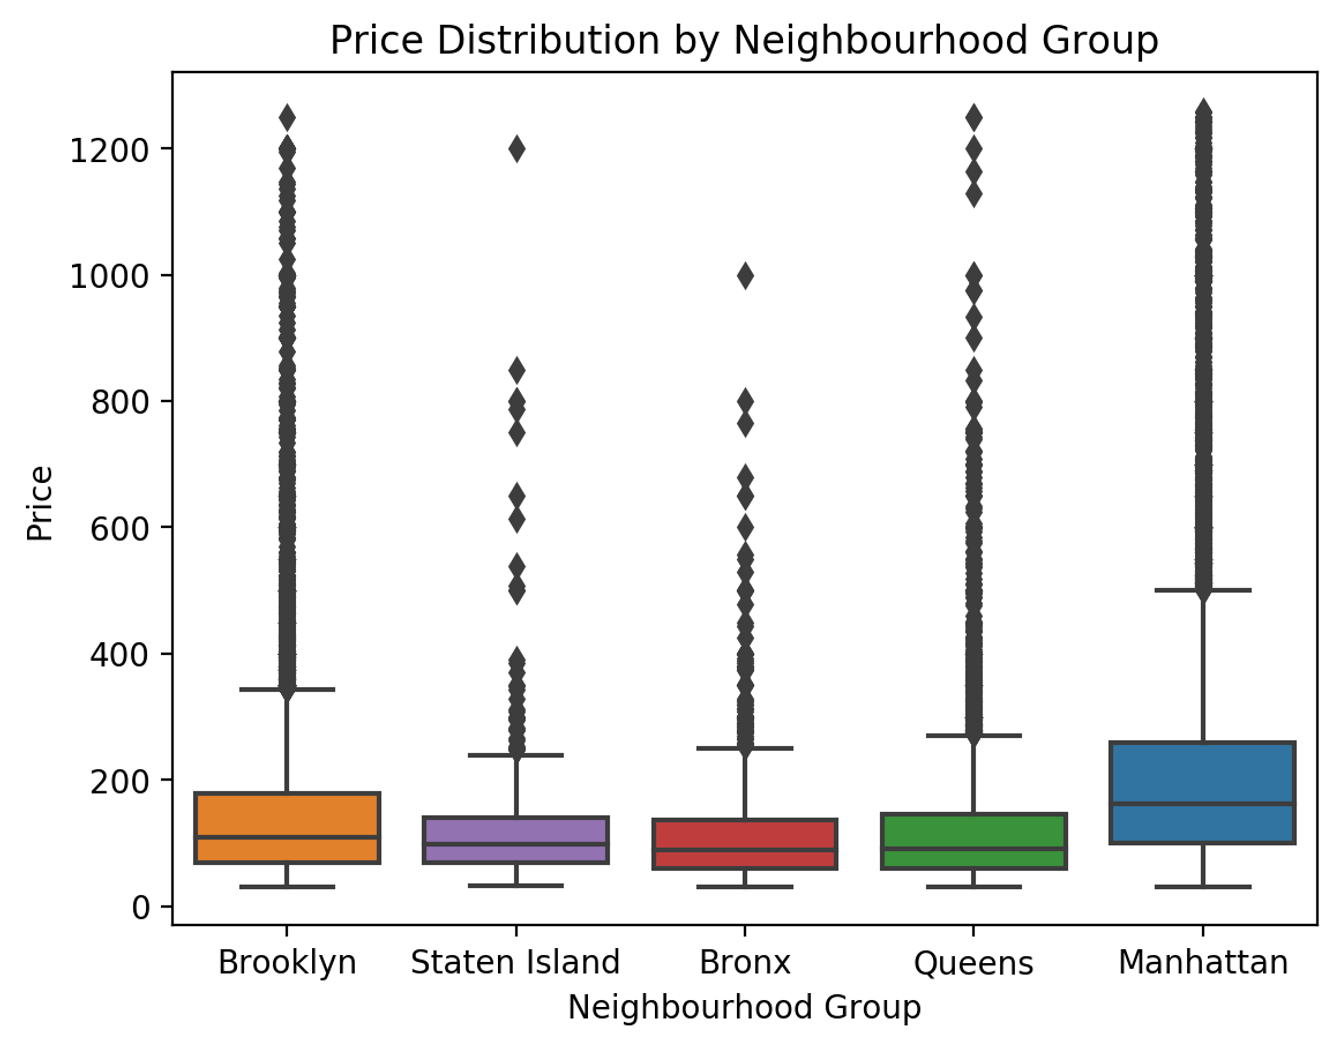 Price Distribution by Neighbourhood Group
1200
1000
800
600
400
200
0
Price
Brooklyn
Staten Island
Bronx
Queens
Manhattan
Neighbourhood Group